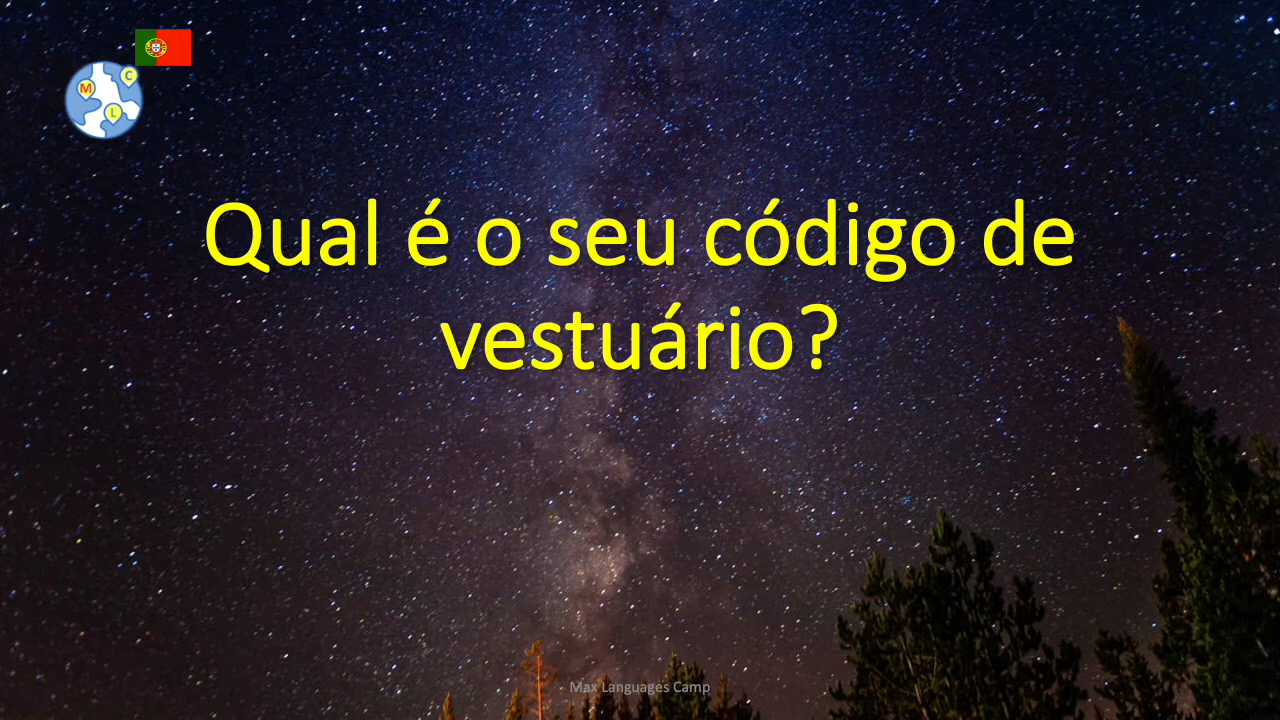 C
M
L
Qual é o seu código de
vestuário?
Max Languages Camp